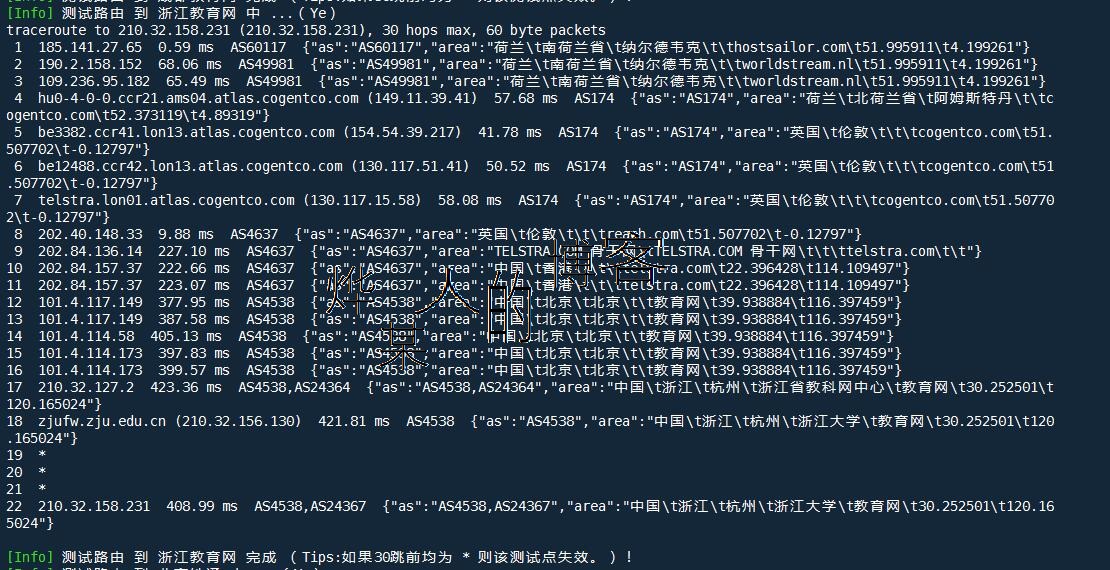 [Info] 测试路由 到 浙江教育网 中 ...(Ye)
traceroute to 210.32.158.231 (210.32.158.231), 30 hops max, 60 byte packets
1 185.141.27.65 0.59 ms AS60117 {"as":"AS60117","area":"荷兰\t南荷兰省\t纳尔德韦克\t\thostsailor.com\t51.995911\t4.199261"}
2 190.2.158.152 68.06 ms AS49981 {"as":"AS49981","area":"荷兰\t南荷兰省\t纳尔德韦克\t\tworldstream.nl\t51.995911\t4.199261"}
3 109.236.95.182 65.49 ms AS49981 {"as":"AS49981","area":"荷兰\t南荷兰省\t纳尔德韦克\t\tworldstream.nl\t51.995911\t4.199261"}
4 hu0-4-0-0.ccr21.ams04.atlas.cogentco.com (149.11.39.41) 57.68 ms AS174 {"as":"AS174","area":"荷兰\t北荷兰省\t阿姆斯特丹\t\tc
ogentco.com\t52.373119\t4.89319"}
5 be3382.ccr41.lon13.atlas.cogentco.com (154.54.39.217) 41.78 ms AS174 {"as":"AS174","area":"英国\t伦敦\t\t\tcogentco.com\t51.
507702\t-0.12797"}
6 be12488.ccr42.lon13.atlas.cogentco.com (130.117.51.41) 50.52 ms AS174 {"as":"AS174","area":"英国\t伦敦\t\t\tcogentco.com\t51
.507702\t-0.12797"}
7 telstra.lon01.atlas.cogentco.com (130.117.15.58) 58.08 ms AS174 {"as":"AS174","area":"英国\t伦敦\t\t\tcogentco.com\t51.50770
2\t-0.12797"}
8 202.40.148.33 9.88 ms AS4637 {"as":"AS4637","area":"英国\t伦敦\t\t\treach.com\t51.507702\t-0.12797"}
9 202.84.136.14 227.10 ms AS4637 {"as":"AS4637","area":"TELSTRA.COM 骨干网\tTELSTRA.COM 骨干网\t\t\ttelstra.com\t\t"}
10 202.84.157.37 222.66 ms AS4637 {"as":"AS4637","area":"中国\t香港\t\t\ttelstra.com\t22.396428\t114.109497"}
11 202.84.157.37 223.07 ms AS4637 {"as":"AS4637","area":"中国\t香港\t\t\ttelstra.com\t22.396428\t114.109497"}
12 101.4.117.149 377.95 ms AS4538 {"as":"AS4538","area":"中国\t北京\t北京\t\t教育网\t39.938884\t116.397459"}
13 101.4.117.149 387.58 ms AS4538 {"as":"AS4538","area":"中国\t北京\t北京\t\t教育网\t39.938884\t116.397459"}
14 101.4.114.58 405.13 ms AS4538 {"as":"AS4538","area":"中国\t北京\t北京\t\t教育网\t39.938884\t116.397459"}
15 101.4.114.173 397.83 ms AS4538 {"as":"AS4538","area":"中国\t北京\t北京\t\t教育网\t39.938884\t116.397459"}
16 101.4.114.173 399.57 ms AS4538 {"as":"AS4538","area":"中国\t北京\t北京\t\t教育网\t39.938884\t116.397459"}
17 210.32.127.2 423.36 ms AS4538,AS24364 {"as":"AS4538,AS24364","area":"中国\t浙江\t杭州\t浙江省教科网中心\t教育网\t30.252501\t
120.165024"}
18 zjufw.zju.edu.cn (210.32.156.130) 421.81 ms AS4538 {"as":"AS4538","area":"中国\t浙江\t杭州\t浙江大学\t教育网\t30.252501\t120
.165024"}
19 *
20 *
21 *
22 210.32.158.231 408.99 ms AS4538,AS24367 {"as":"AS4538,AS24367","area":"中国\t浙江\t杭州\t浙江大学\t教育网\t30.252501\t120.16
5024"}
[Info] 测试路由 到 浙江教育网 完成 (Tips:如果30跳前均为 * 则该测试点失效。)!
烨某人的博客